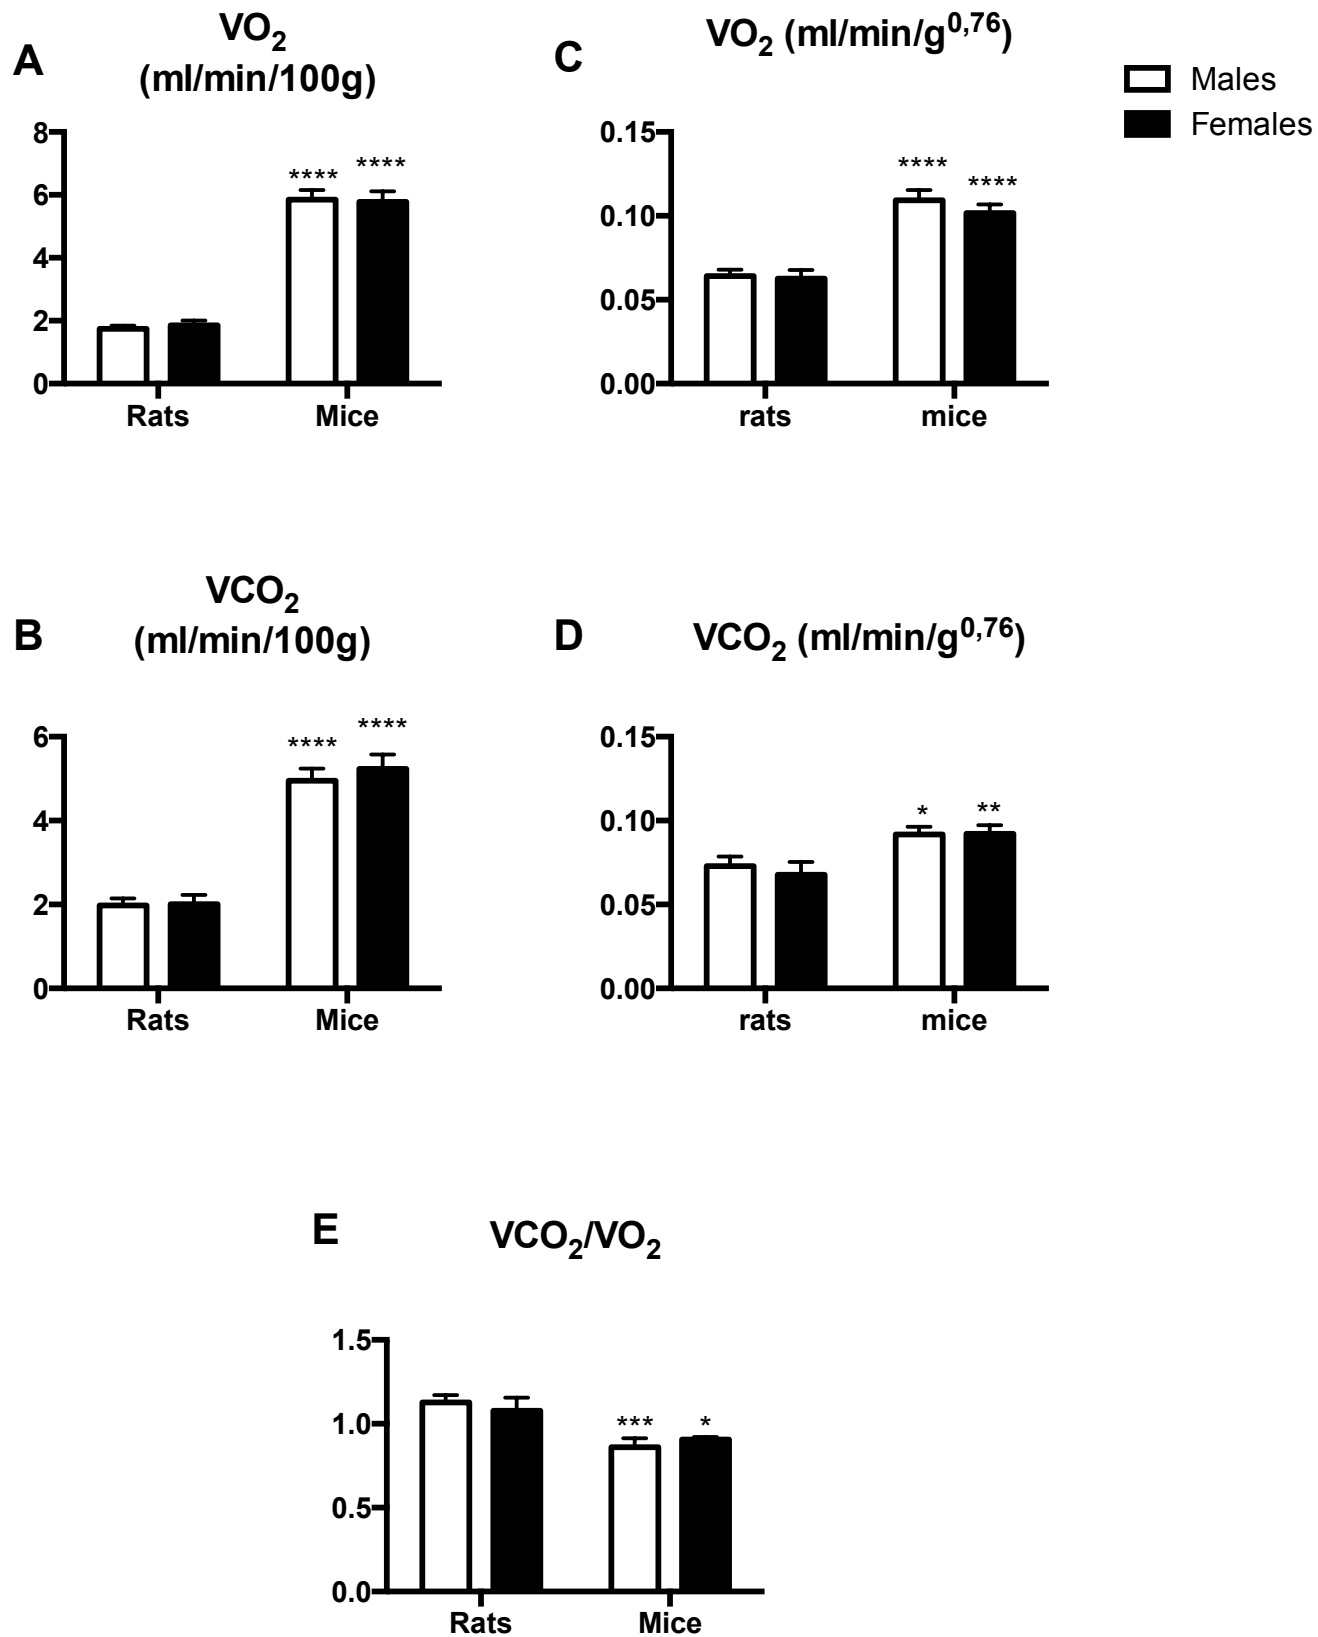 A
VO2
(ml/min/100g)
8
6
4
2
0
**** ****
Rats Mice
C
VO2 (ml/min/g0,76)
0.15
0.10
0.05
0.00
**** ****
rats mice
Males
Females
B
VCO2
(ml/min/100g)
6
4
2
0
**** ****
Rats Mice
D
VCO2 (ml/min/g0,76)
0.15
0.10
0.05
0.00
* **
rats mice
E
VCO2/VO2
1.5
1.0
0.5
0.0
*** *
Rats Mice